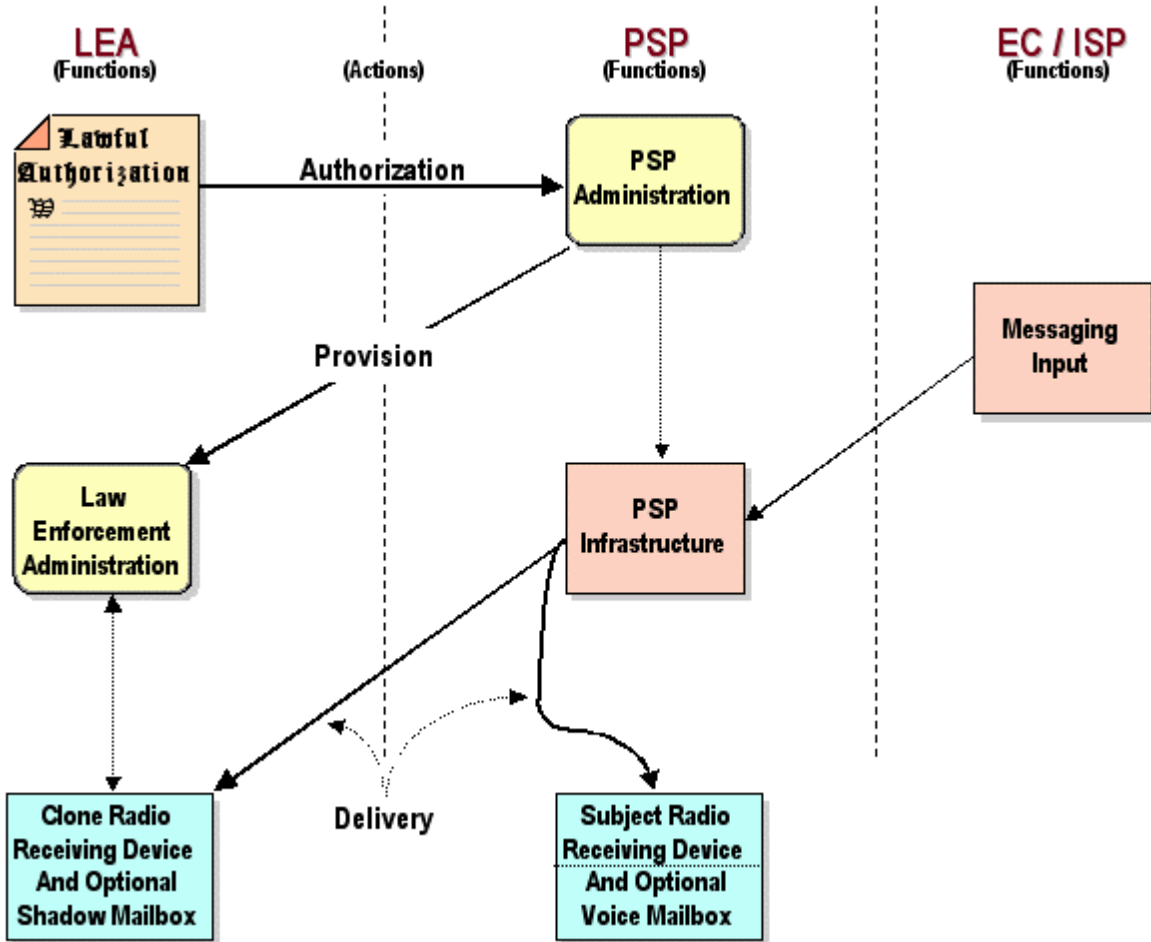 LEA
(Functions)
(Actions)
PSP
(Functions)
EC / ISP
(Functions)
Lawful
Authorization
Authorization
PSP
Administration
Messaging
Input
Provision
Law
Enforcement
Administration
PSP
Infrastructure
Delivery
Clone Radio
Receiving Device
And Optional
Shadow Mailbox
Subject Radio
Receiving Device
And Optional
Voice Mailbox